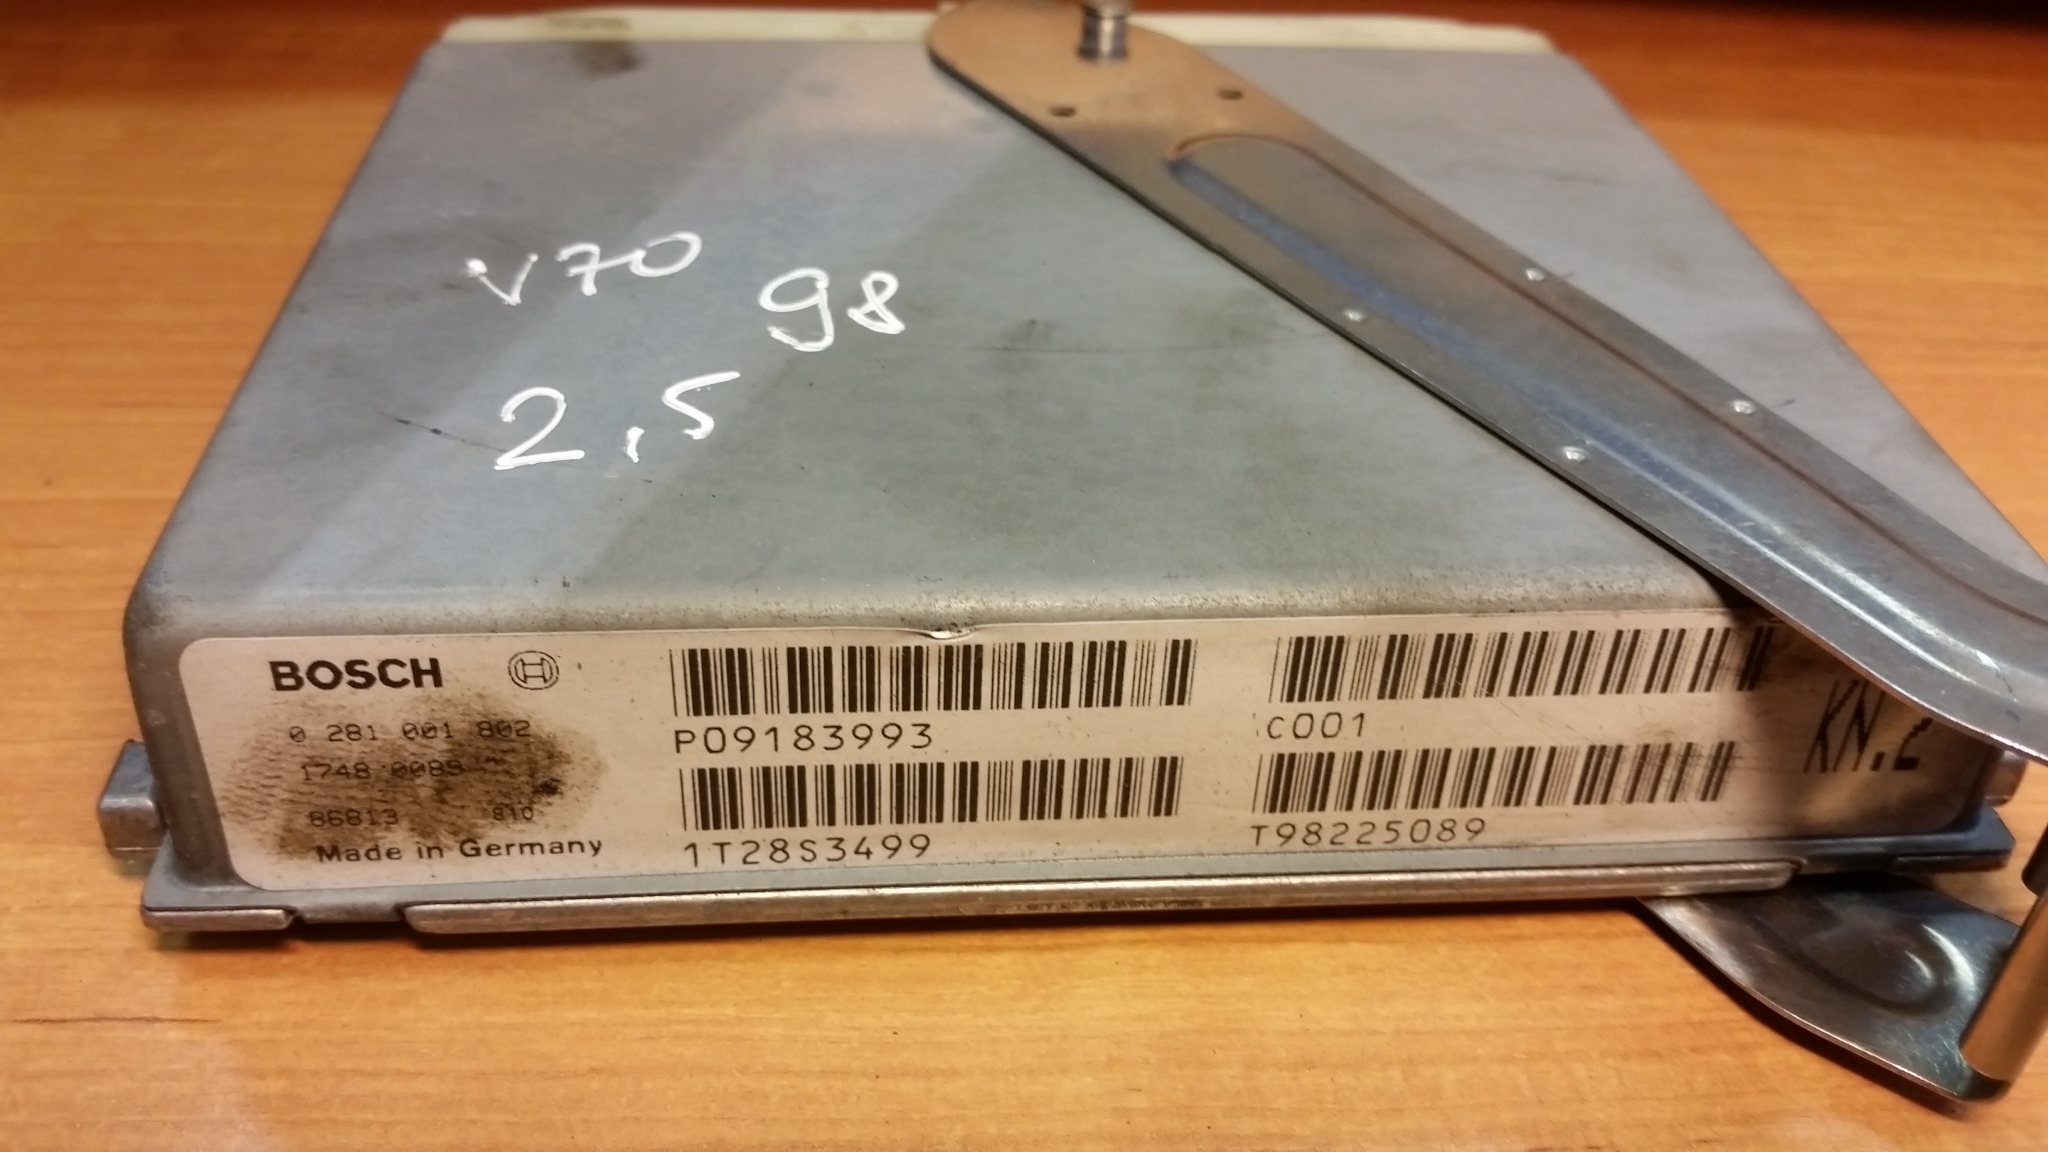 V70
98
2,5
BOSCH
0 281 001 802
1748 0089
86813 810
Made in Germany
P09183993
1T28S3499
C001
T98225089
KN.2